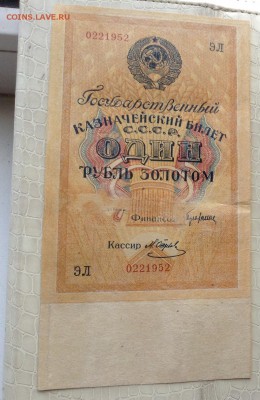 COINS.LAVE.RU
0221952
ЭЛ
Государственный
КАЗНАЧЕЙСКИЙ БИЛЕТ
С.С.С.Р.
ОДИН
РУБЛЬ ЗОЛОТОМ
Кассир
ЭЛ 0221952